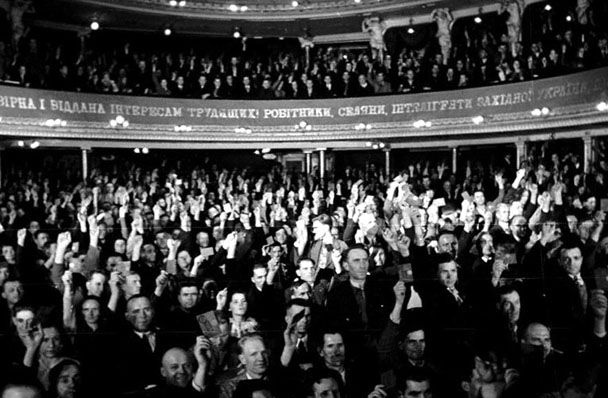 ВІРНА І ВІДДАНА ІНТЕРЕСАМ ТРУДЯЩИХ! РОБІТНИКИ, СЕЛЯНИ, ІНТЕЛІГЕНТИ ЗАХІДНОЇ УКРАЇНИ